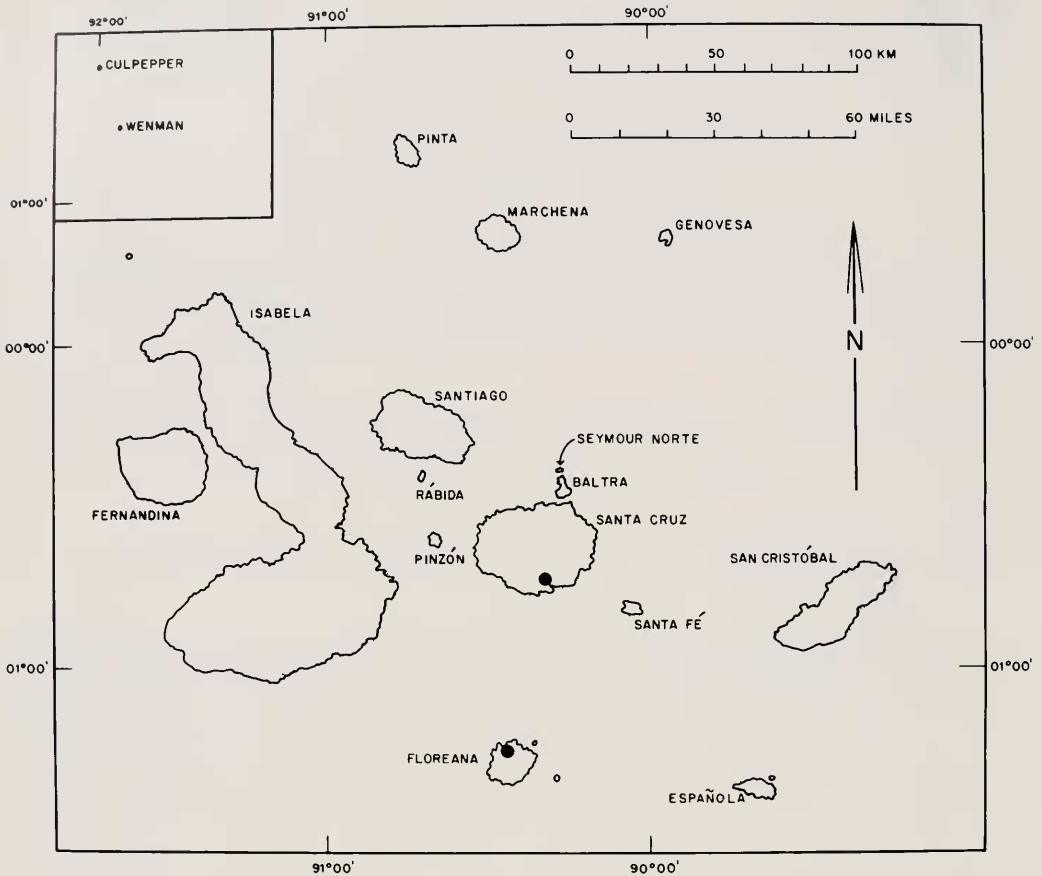 92°00'
91°00'
90°00'
CULPEPPER
WENMAN
0 50 100 KM
0 30 60 MILES
PINTA
01°00'
MARCHENA
GENOVESA
ISABELA
00°00'
N
00°00'
SANTIAGO
SEYMOUR NORTE
RÁBIDA
BALTRA
FERNANDINA
SANTA CRUZ
PINZÓN
SAN CRISTÓBAL
SANTA FÉ
01°00'
01°00'
FLOREANA
ESPAÑOLA
91°00'
90°00'